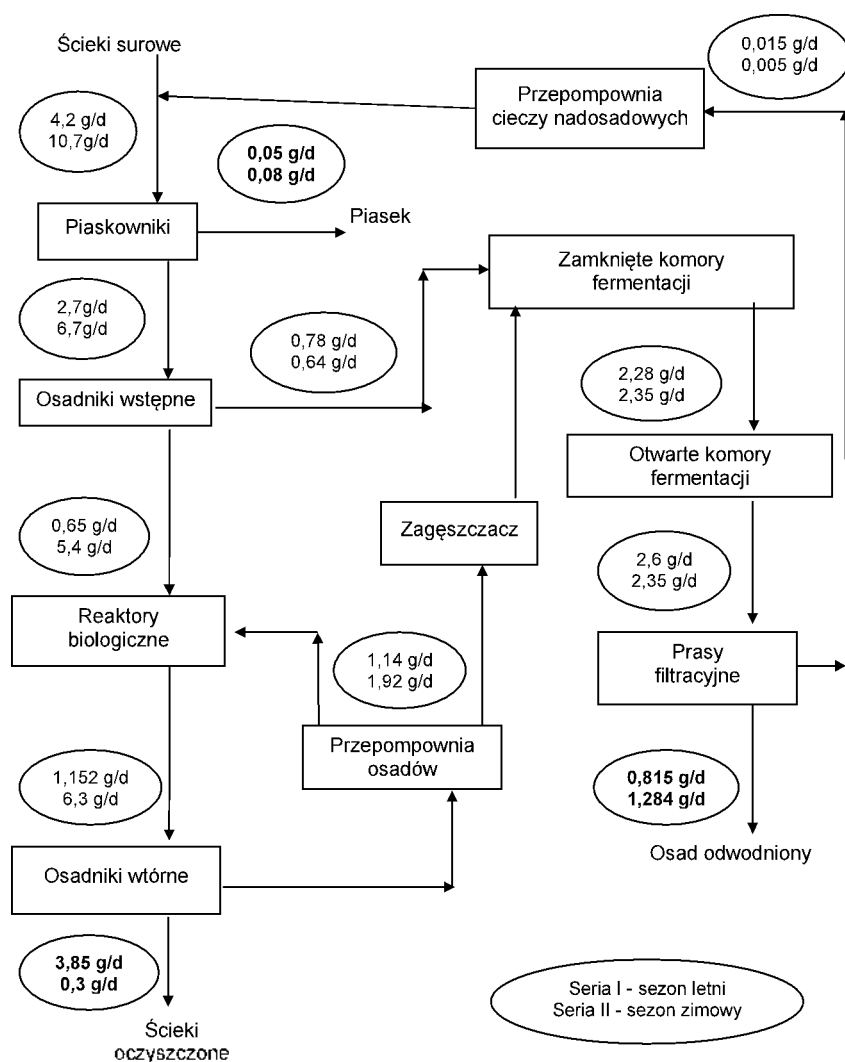 Ścieki surowe
0,015 g/d
0,005 g/d
Przepompownia
cieczy nadosadowych
4,2 g/d
10,7g/d
0,05 g/d
0,08 g/d
Piaskowniki
Piasek
Zamknięte komory
fermentacji
2,7g/d
6,7g/d
0,78 g/d
0,64 g/d
2,28 g/d
2,35 g/d
Osadniki wstępne
Otwarte komory
fermentacji
0,65 g/d
5,4 g/d
Zagęszczacz
2,6 g/d
2,35 g/d
Reaktory
biologiczne
1,14 g/d
1,92 g/d
Prasy
filtracyjne
Przepompownia
osadów
1,152 g/d
6,3 g/d
0,815 g/d
1,284 g/d
Osad odwodniony
Osadniki wtórne
3,85 g/d
0,3 g/d
Seria I - sezon letni
Seria II - sezon zimowy
Ścieki
oczyszczone